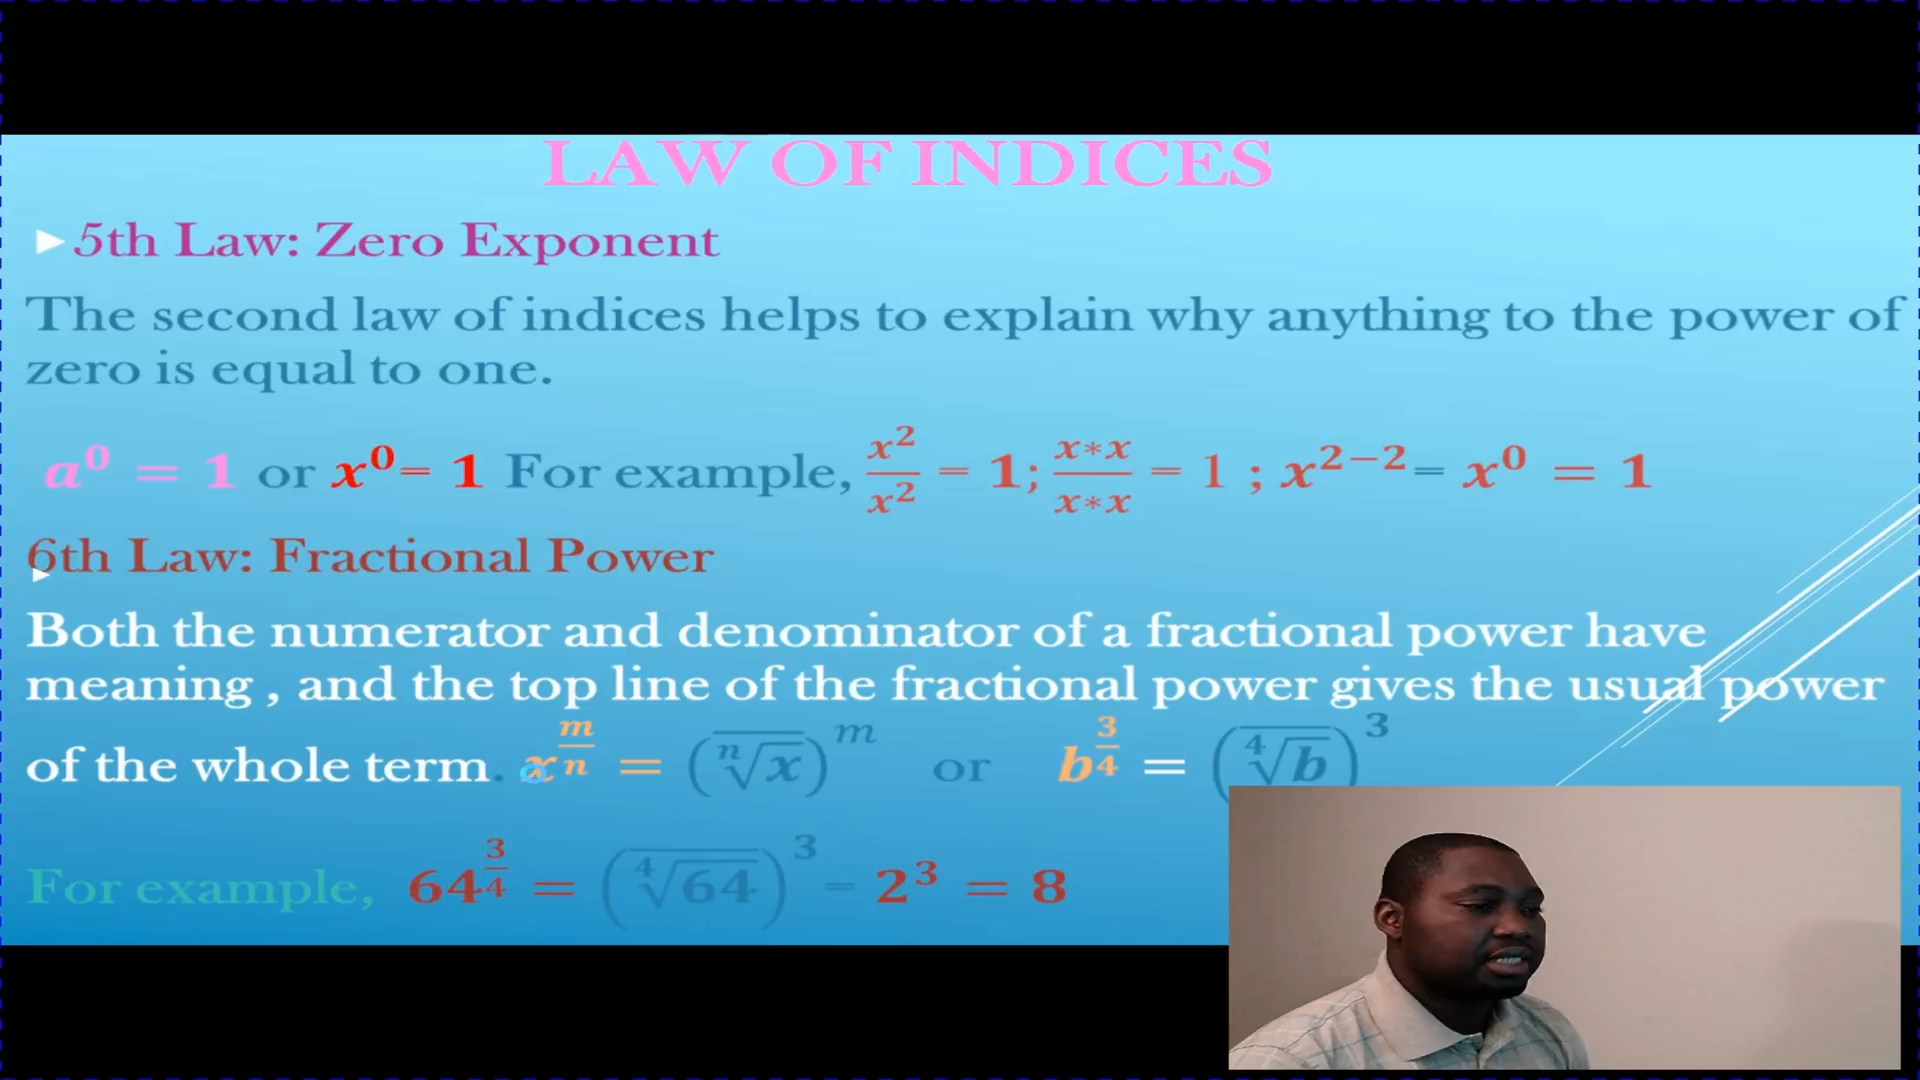 LAW OF INDICES
5th Law: Zero Exponent
The second law of indices helps to explain why anything to the power of
zero is equal to one.
a⁰ = 1 or x⁰= 1 For example, x²/x² = 1; x∗x/x∗x = 1 ; x²⁻²= x⁰ = 1
6th Law: Fractional Power
Both the numerator and denominator of a fractional power have
meaning , and the top line of the fractional power gives the usual power
of the whole term. x^(m/n) = (ⁿ√x)^m or b^(3/4) = (⁴√b)³
For example, 64^(3/4) = (⁴√64)³ = 2³ = 8